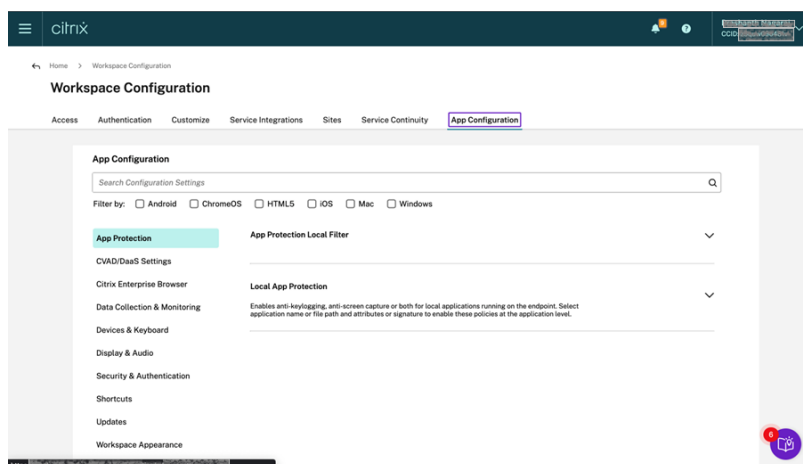 citrix
8
?
CCID:
Home > Workspace Configuration
Workspace Configuration
Access Authentication Customize Service Integrations Sites Service Continuity App Configuration
App Configuration
Search Configuration Settings
Filter by: Android ChromeOS HTML5 iOS Mac Windows
App Protection
App Protection Local Filter
CVAD/DaaS Settings
Citrix Enterprise Browser
Local App Protection
Data Collection & Monitoring
Enables anti-keylogging, anti-screen capture or both for local applications running on the endpoint. Select
application name or file path and attributes or signature to enable these policies at the application level.
Devices & Keyboard
Display & Audio
Security & Authentication
Shortcuts
Updates
Workspace Appearance
6